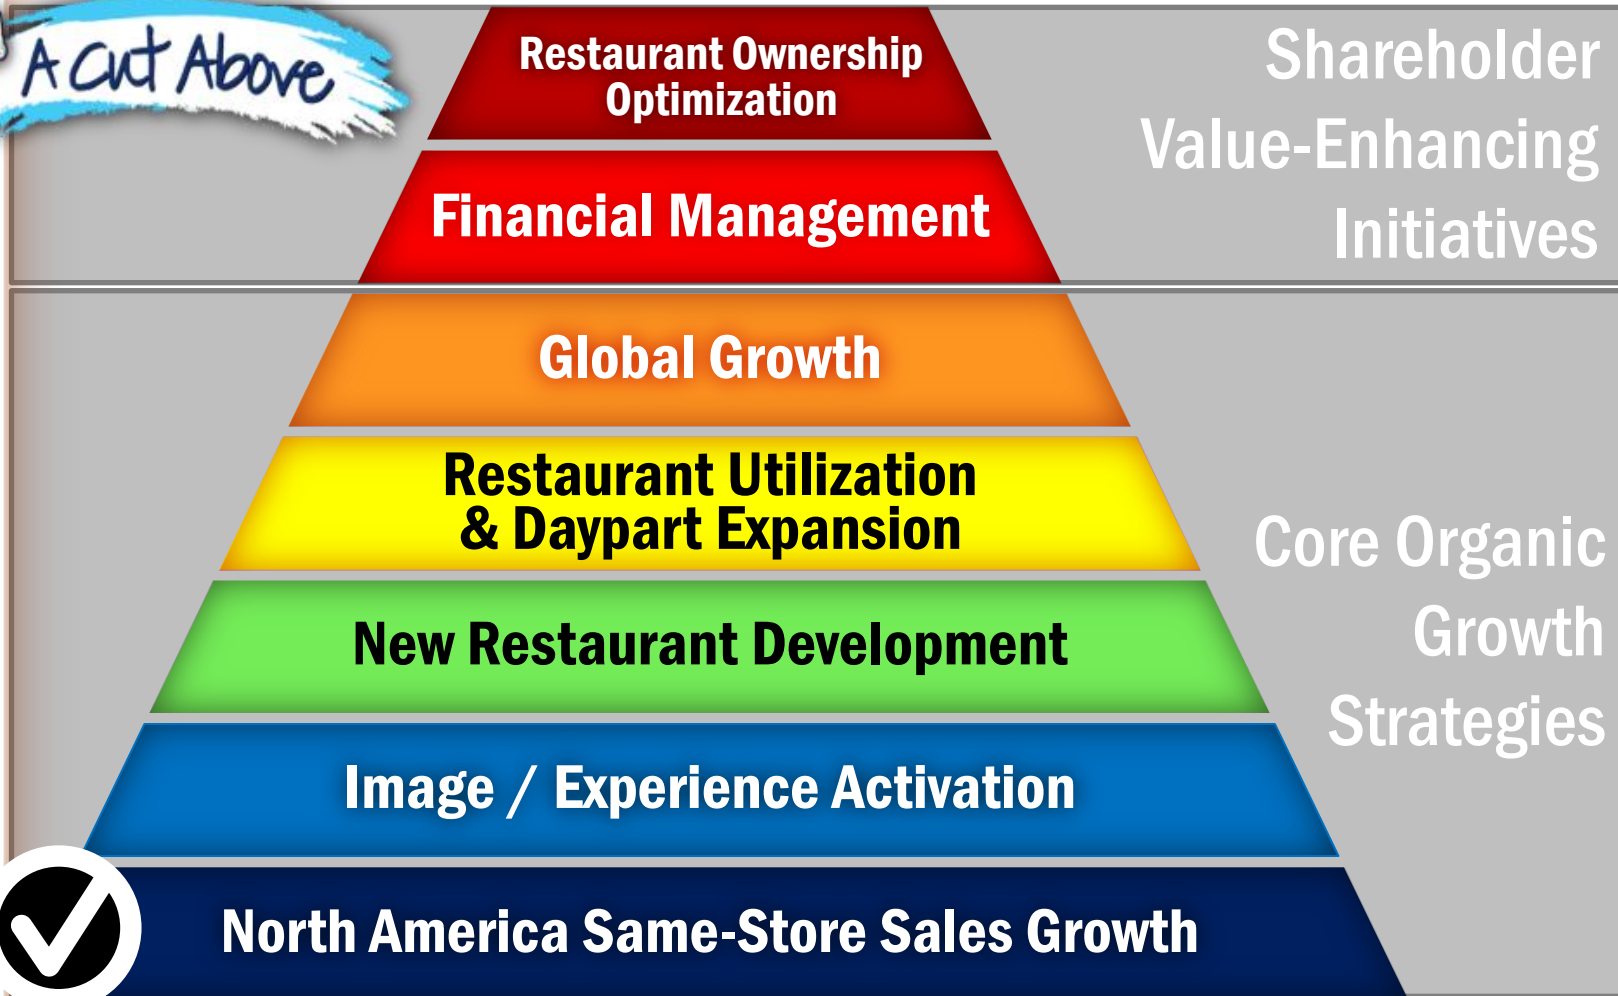 A Cut Above
Restaurant Ownership
Optimization
Shareholder
Value-Enhancing
Initiatives
Financial Management
Global Growth
Restaurant Utilization
& Daypart Expansion
Core Organic
Growth
Strategies
New Restaurant Development
Image / Experience Activation
North America Same-Store Sales Growth